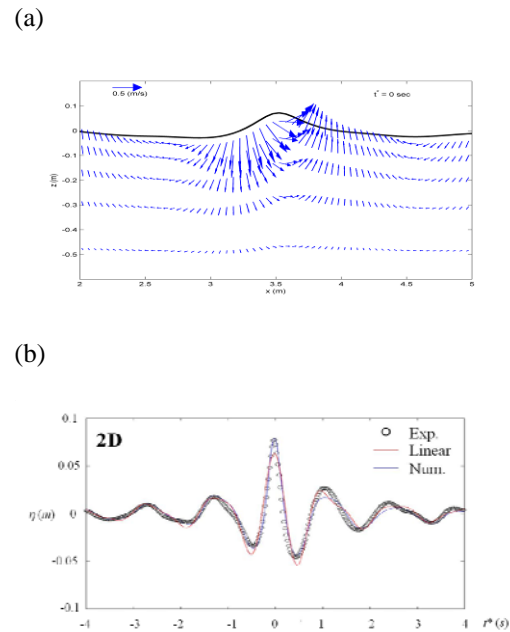 (a)
0.5 (m/s)
t* = 0 sec
0.1
0
-0.1
-0.2
-0.3
-0.4
-0.5
z (m)
2
2.5
3
3.5
4
4.5
5
x (m)
(b)
2D
Exp.
Linear
Num.
0.1
0.05
0
-0.05
-0.1
η (m)
-4
-3
-2
-1
0
1
2
3
4
t* (s)